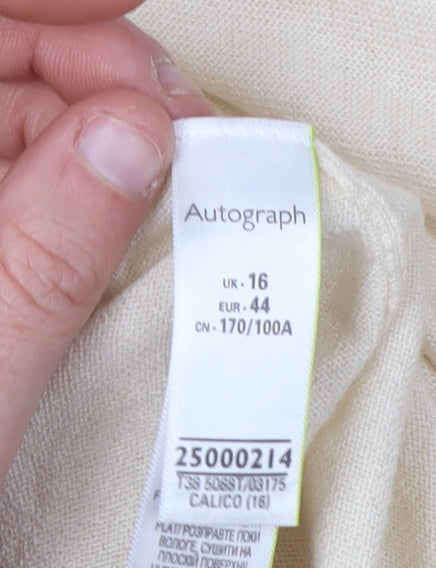 Autograph
UK • 16
EUR • 44
CN • 170/100A
25000214
T38 5088T/03175
CALICO (16)
PLAT/РОЗПРАВТЕ ПОКИ
ВОЛОГЕ, СУШИТИ НА
ПЛОСКІЙ ПОВЕРХНІ